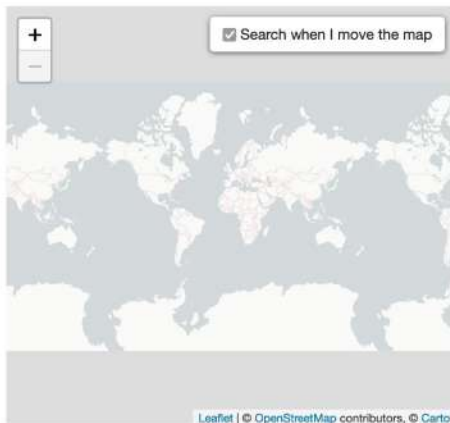 +
Search when I move the map
−
Leaflet | © OpenStreetMap contributors, © Carto